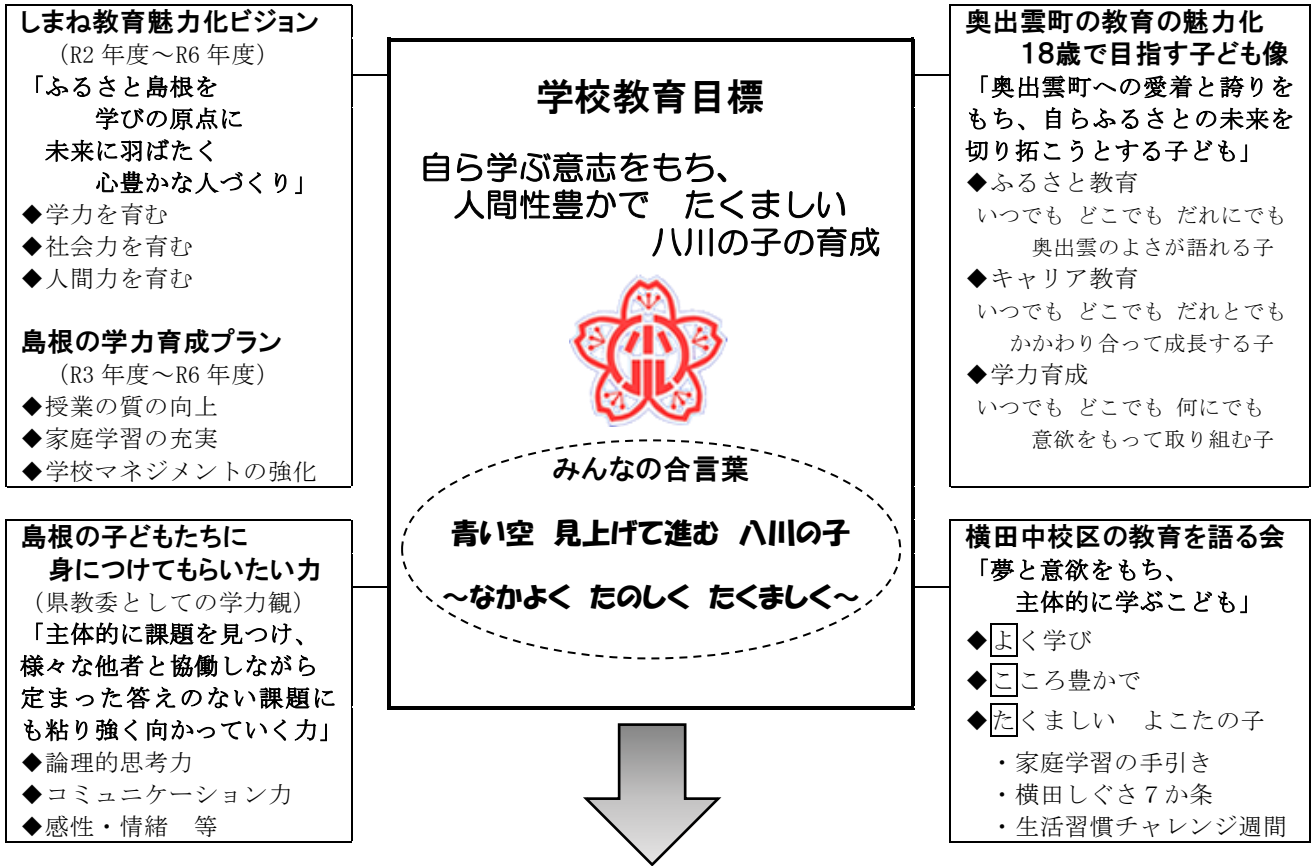 しまね教育魅力化ビジョン
(R2 年度～R6 年度)
「ふるさと島根を
学びの原点に
未来に羽ばたく
心豊かな人づくり」
◆学力を育む
◆社会力を育む
◆人間力を育む
島根の学力育成プラン
(R3 年度～R6 年度)
◆授業の質の向上
◆家庭学習の充実
◆学校マネジメントの強化
島根の子どもたちに
身につけてもらいたい力
(県教委としての学力観)
「主体的に課題を見つけ、
様々な他者と協働しながら
定まった答えのない課題に
も粘り強く向かっていく力」
◆論理的思考力
◆コミュニケーション力
◆感性・情緒　等
学校教育目標
自ら学ぶ意志をもち、
人間性豊かで　たくましい
八川の子の育成
みんなの合言葉
青い空　見上げて進む　八川の子
～なかよく　たのしく　たくましく～
奥出雲町の教育の魅力化
18歳で目指す子ども像
「奥出雲町への愛着と誇りを
もち、自らふるさとの未来を
切り拓こうとする子ども」
◆ふるさと教育
いつでも どこでも だれにでも
奥出雲のよさが語れる子
◆キャリア教育
いつでも どこでも だれとでも
かかわり合って成長する子
◆学力育成
いつでも どこでも 何にでも
意欲をもって取り組む子
横田中校区の教育を語る会
「夢と意欲をもち、
主体的に学ぶこども」
◆よく学び
◆こころ豊かで
◆たくましい　よこたの子
・家庭学習の手引き
・横田しぐさ７か条
・生活習慣チャレンジ週間